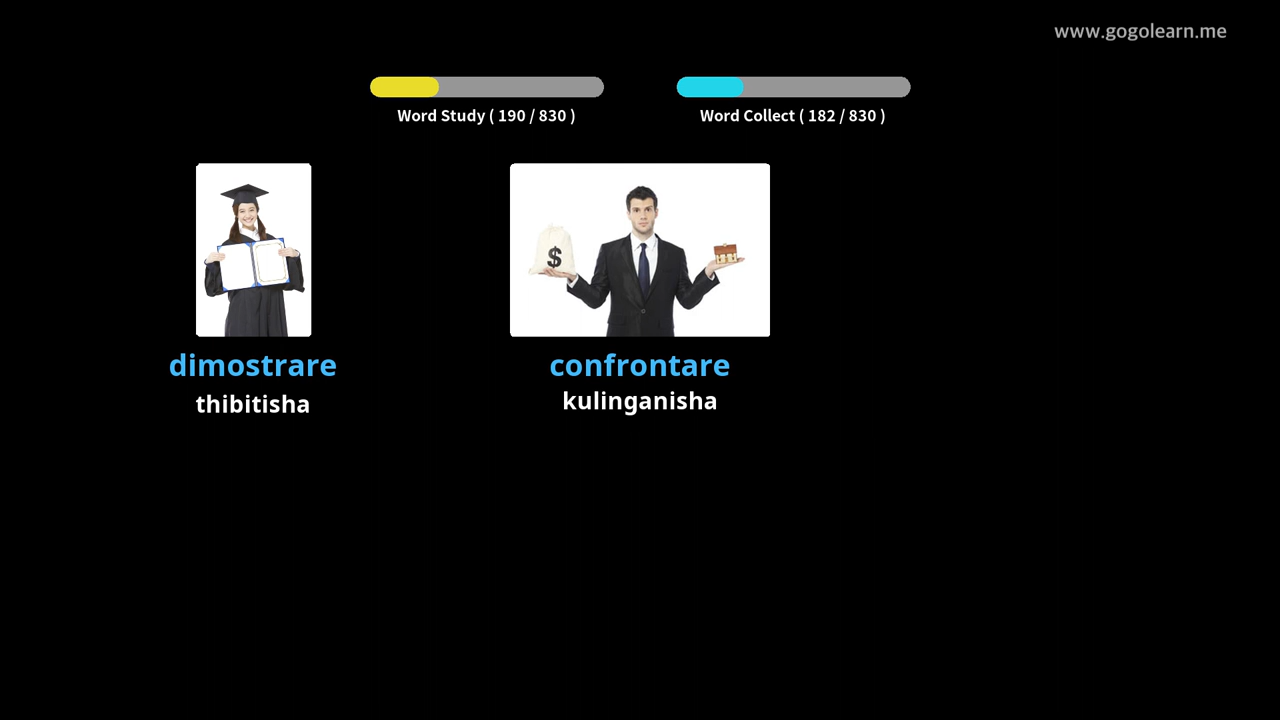 www.gogolearn.me
Word Study ( 190 / 830 )
Word Collect ( 182 / 830 )
$
dimostrare
confrontare
thibitisha
kulinganisha